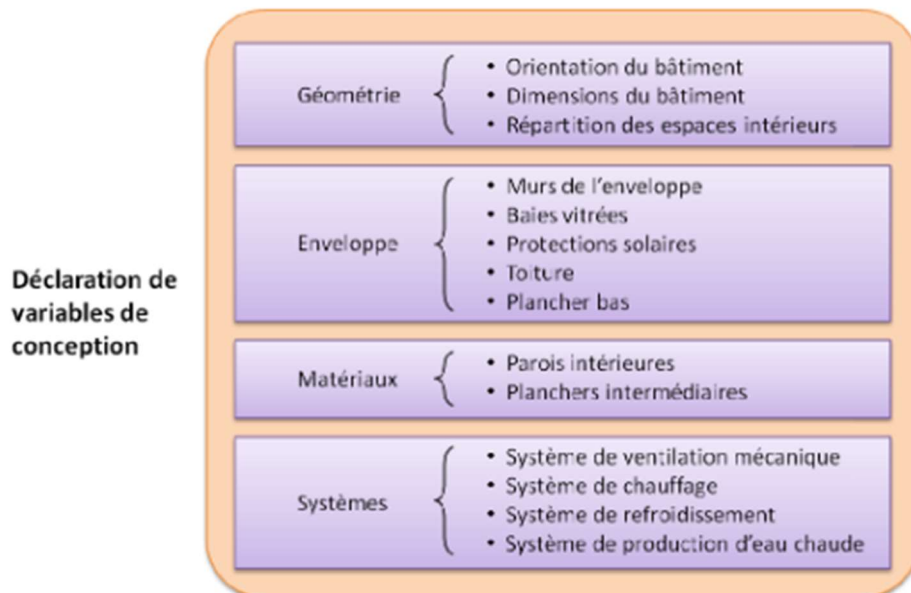 Déclaration de
variables de
conception
Géométrie
• Orientation du bâtiment
• Dimensions du bâtiment
• Répartition des espaces intérieurs
Enveloppe
• Murs de l'enveloppe
• Baies vitrées
• Protections solaires
• Toiture
• Plancher bas
Matériaux
• Parois intérieures
• Planchers intermédiaires
Systèmes
• Système de ventilation mécanique
• Système de chauffage
• Système de refroidissement
• Système de production d'eau chaude